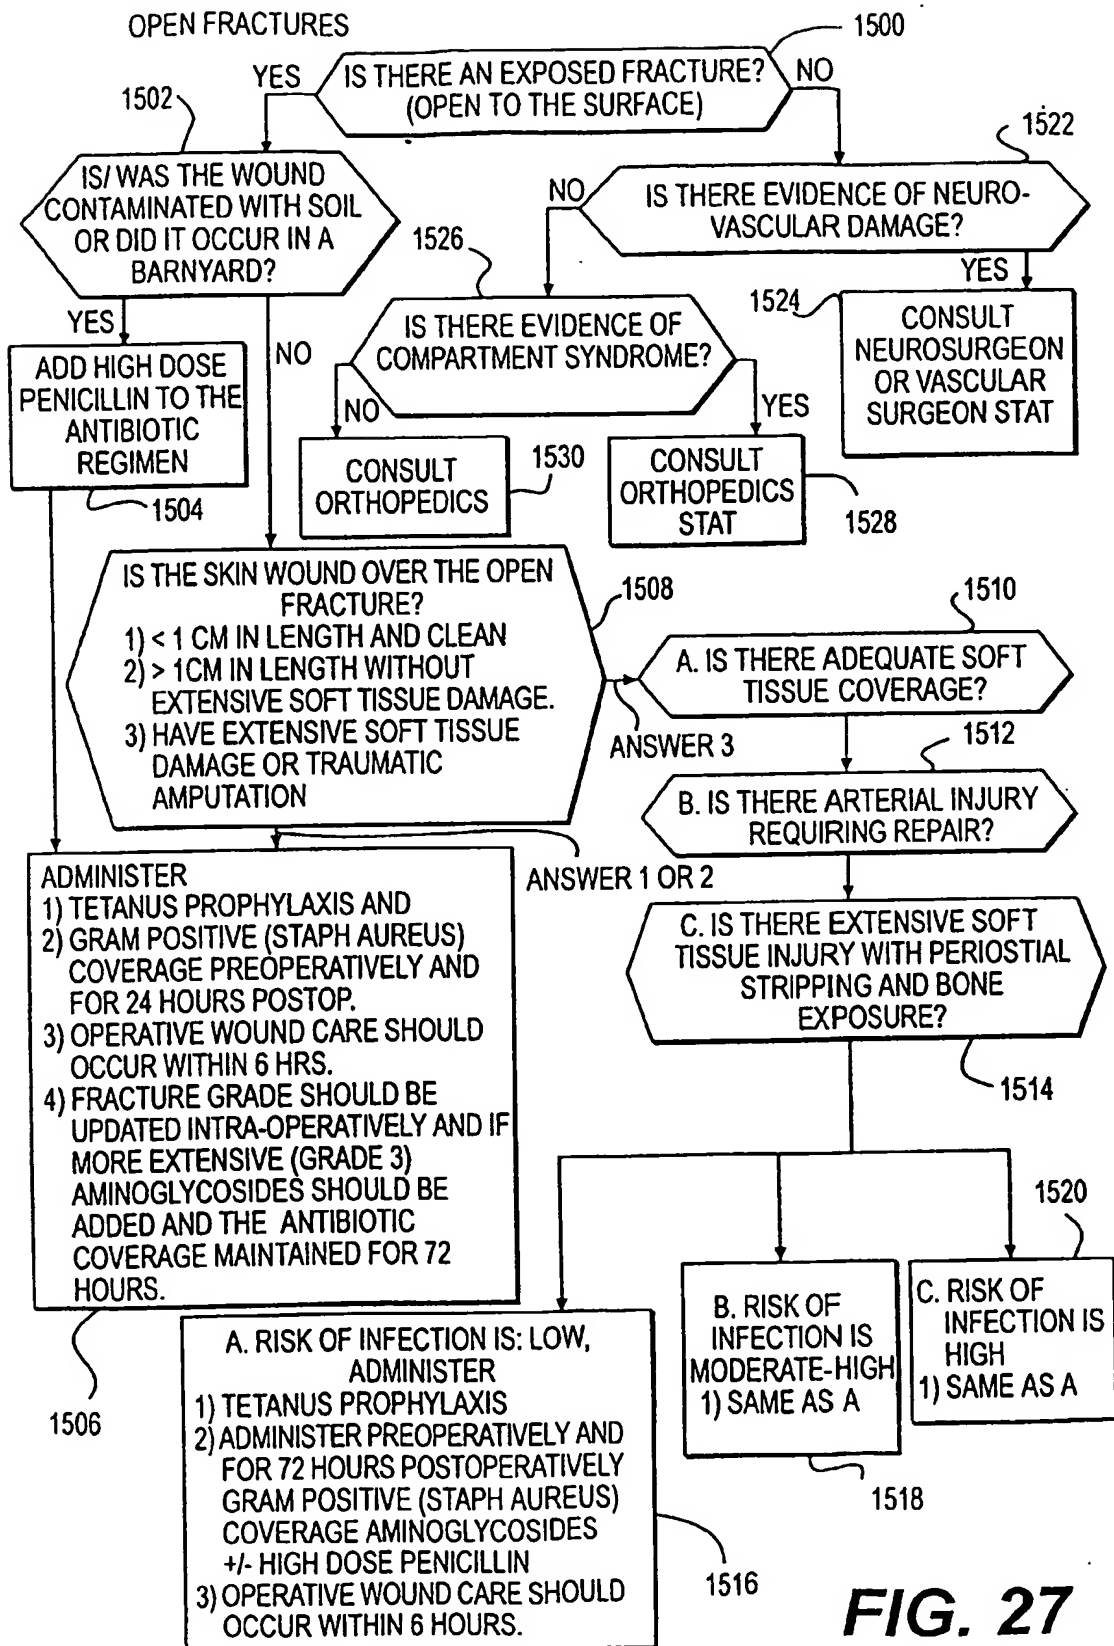 OPEN FRACTURES
1500
IS THERE AN EXPOSED FRACTURE?
(OPEN TO THE SURFACE)
YES
NO
1502
IS/ WAS THE WOUND
CONTAMINATED WITH SOIL
OR DID IT OCCUR IN A
BARNYARD?
1522
IS THERE EVIDENCE OF NEURO-
VASCULAR DAMAGE?
NO
YES
1526
IS THERE EVIDENCE OF
COMPARTMENT SYNDROME?
1524
CONSULT
NEUROSURGEON
OR VASCULAR
SURGEON STAT
YES
NO
ADD HIGH DOSE
PENICILLIN TO THE
ANTIBIOTIC
REGIMEN
1504
NO
YES
CONSULT
ORTHOPEDICS
1530
CONSULT
ORTHOPEDICS
STAT
1528
IS THE SKIN WOUND OVER THE OPEN
FRACTURE?
1) < 1 CM IN LENGTH AND CLEAN
2) > 1CM IN LENGTH WITHOUT
EXTENSIVE SOFT TISSUE DAMAGE.
3) HAVE EXTENSIVE SOFT TISSUE
DAMAGE OR TRAUMATIC
AMPUTATION
1508
ANSWER 3
ANSWER 1 OR 2
1510
A. IS THERE ADEQUATE SOFT
TISSUE COVERAGE?
1512
B. IS THERE ARTERIAL INJURY
REQUIRING REPAIR?
C. IS THERE EXTENSIVE SOFT
TISSUE INJURY WITH PERIOSTIAL
STRIPPING AND BONE
EXPOSURE?
1514
ADMINISTER
1) TETANUS PROPHYLAXIS AND
2) GRAM POSITIVE (STAPH AUREUS)
COVERAGE PREOPERATIVELY AND
FOR 24 HOURS POSTOP.
3) OPERATIVE WOUND CARE SHOULD
OCCUR WITHIN 6 HRS.
4) FRACTURE GRADE SHOULD BE
UPDATED INTRA-OPERATIVELY AND IF
MORE EXTENSIVE (GRADE 3)
AMINOGLYCOSIDES SHOULD BE
ADDED AND THE ANTIBIOTIC
COVERAGE MAINTAINED FOR 72
HOURS.
1506
A. RISK OF INFECTION IS: LOW,
ADMINISTER
1) TETANUS PROPHYLAXIS
2) ADMINISTER PREOPERATIVELY AND
FOR 72 HOURS POSTOPERATIVELY
GRAM POSITIVE (STAPH AUREUS)
COVERAGE AMINOGLYCOSIDES
+/- HIGH DOSE PENICILLIN
3) OPERATIVE WOUND CARE SHOULD
OCCUR WITHIN 6 HOURS.
1516
B. RISK OF
INFECTION IS
MODERATE-HIGH
1) SAME AS A
1518
1520
C. RISK OF
INFECTION IS
HIGH
1) SAME AS A
FIG. 27